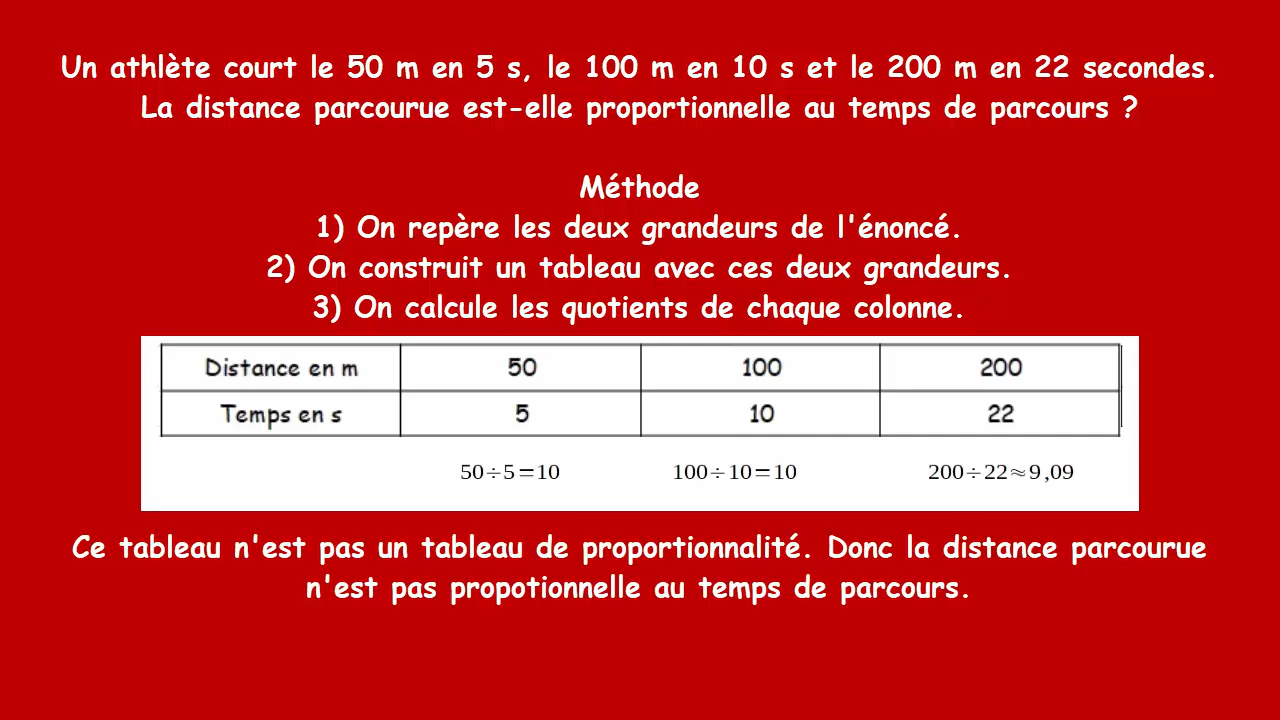 Un athlète court le 50 m en 5 s, le 100 m en 10 s et le 200 m en 22 secondes.
La distance parcourue est-elle proportionnelle au temps de parcours ?
Méthode
1) On repère les deux grandeurs de l'énoncé.
2) On construit un tableau avec ces deux grandeurs.
3) On calcule les quotients de chaque colonne.
Distance en m 50 100 200
Temps en s 5 10 22
50÷5=10 100÷10=10 200÷22≈9,09
Ce tableau n'est pas un tableau de proportionnalité. Donc la distance parcourue
n'est pas propotionnelle au temps de parcours.